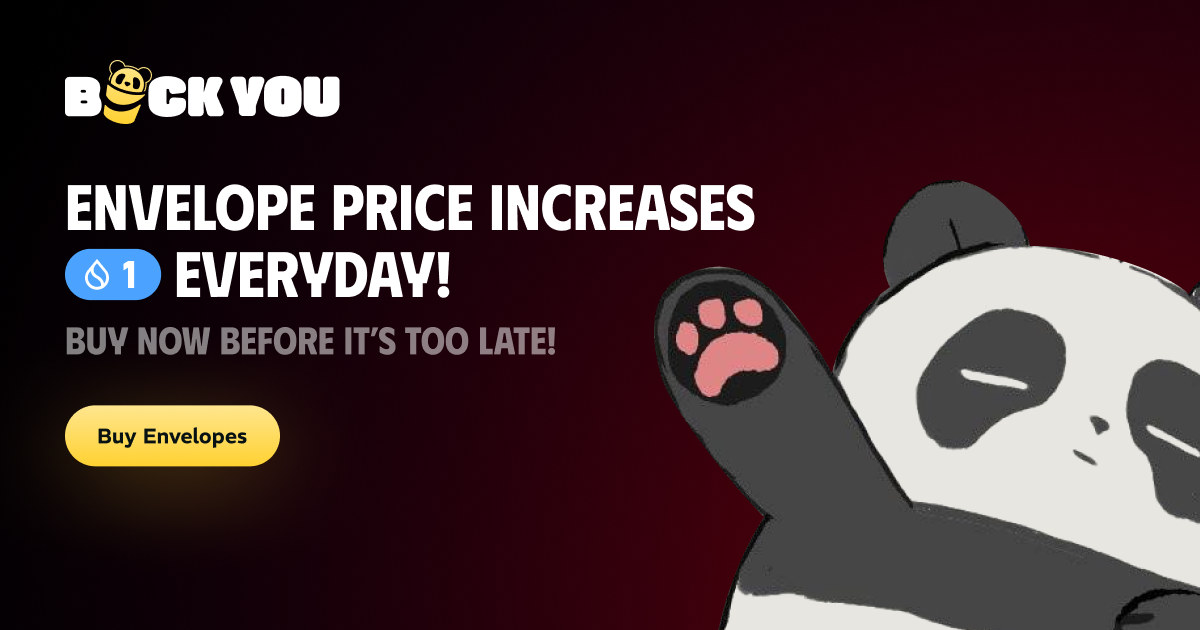 BUCK YOU
ENVELOPE PRICE INCREASES
1 EVERYDAY!
BUY NOW BEFORE IT'S TOO LATE!
Buy Envelopes